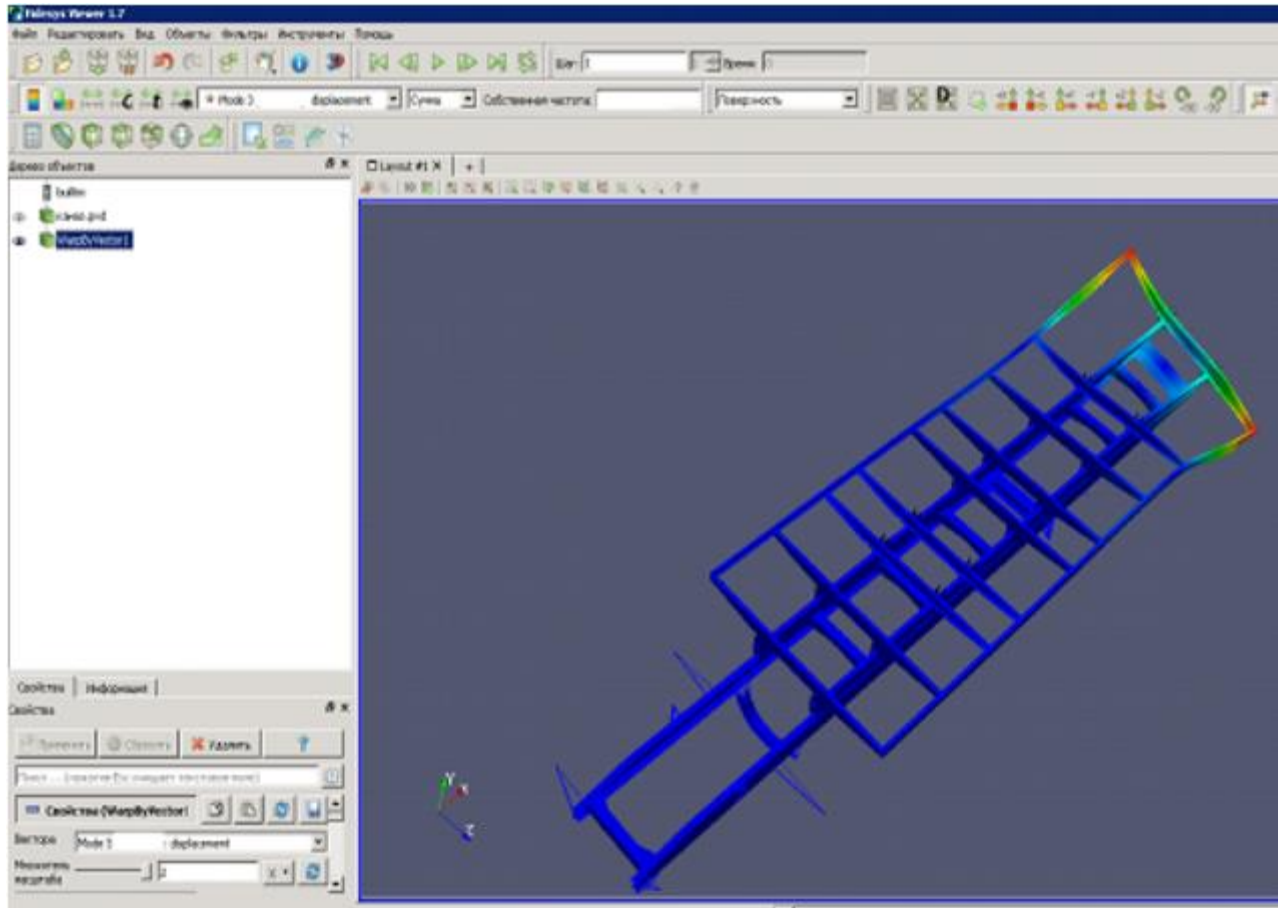 Fidesys Viewer 1.7
Файл Редактировать Вид Объекты Фильтры Инструменты Помощь
Шаг: Время:
Mode 3 displacement Сумма Собственная частота: Поверхность
Дерево объектов
Layout #1 X +
builtin:
WarpByVector1
Свойства Информация
Свойства
Применить Сбросить Удалить ?
Свойства (WarpByVector1
Вектора Mode 3 displacement
Множитель масштаба
Y
X
Z